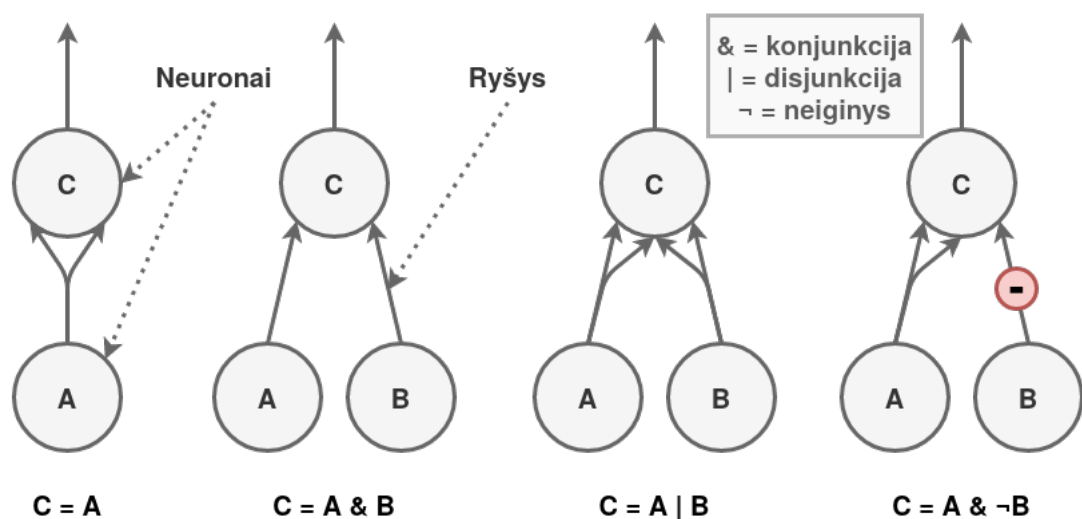 Neuronai
Ryšys
& = konjunkcija
| = disjunkcija
¬ = neiginys
C
C
C
C
-
A
A
B
A
B
A
B
C = A
C = A & B
C = A | B
C = A & ¬B